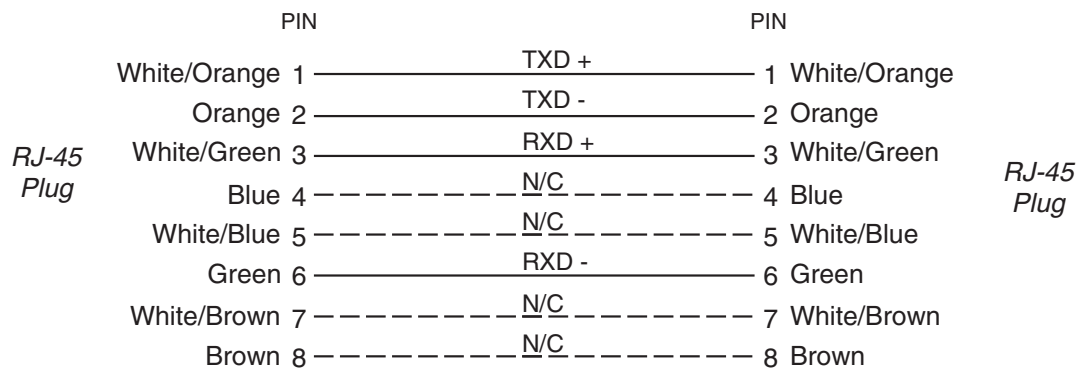 PIN PIN
White/Orange 1 TXD + 1 White/Orange
Orange 2 TXD - 2 Orange
White/Green 3 RXD + 3 White/Green
Blue 4 N/C 4 Blue
White/Blue 5 N/C 5 White/Blue
Green 6 RXD - 6 Green
White/Brown 7 N/C 7 White/Brown
Brown 8 N/C 8 Brown
RJ-45
Plug
RJ-45
Plug